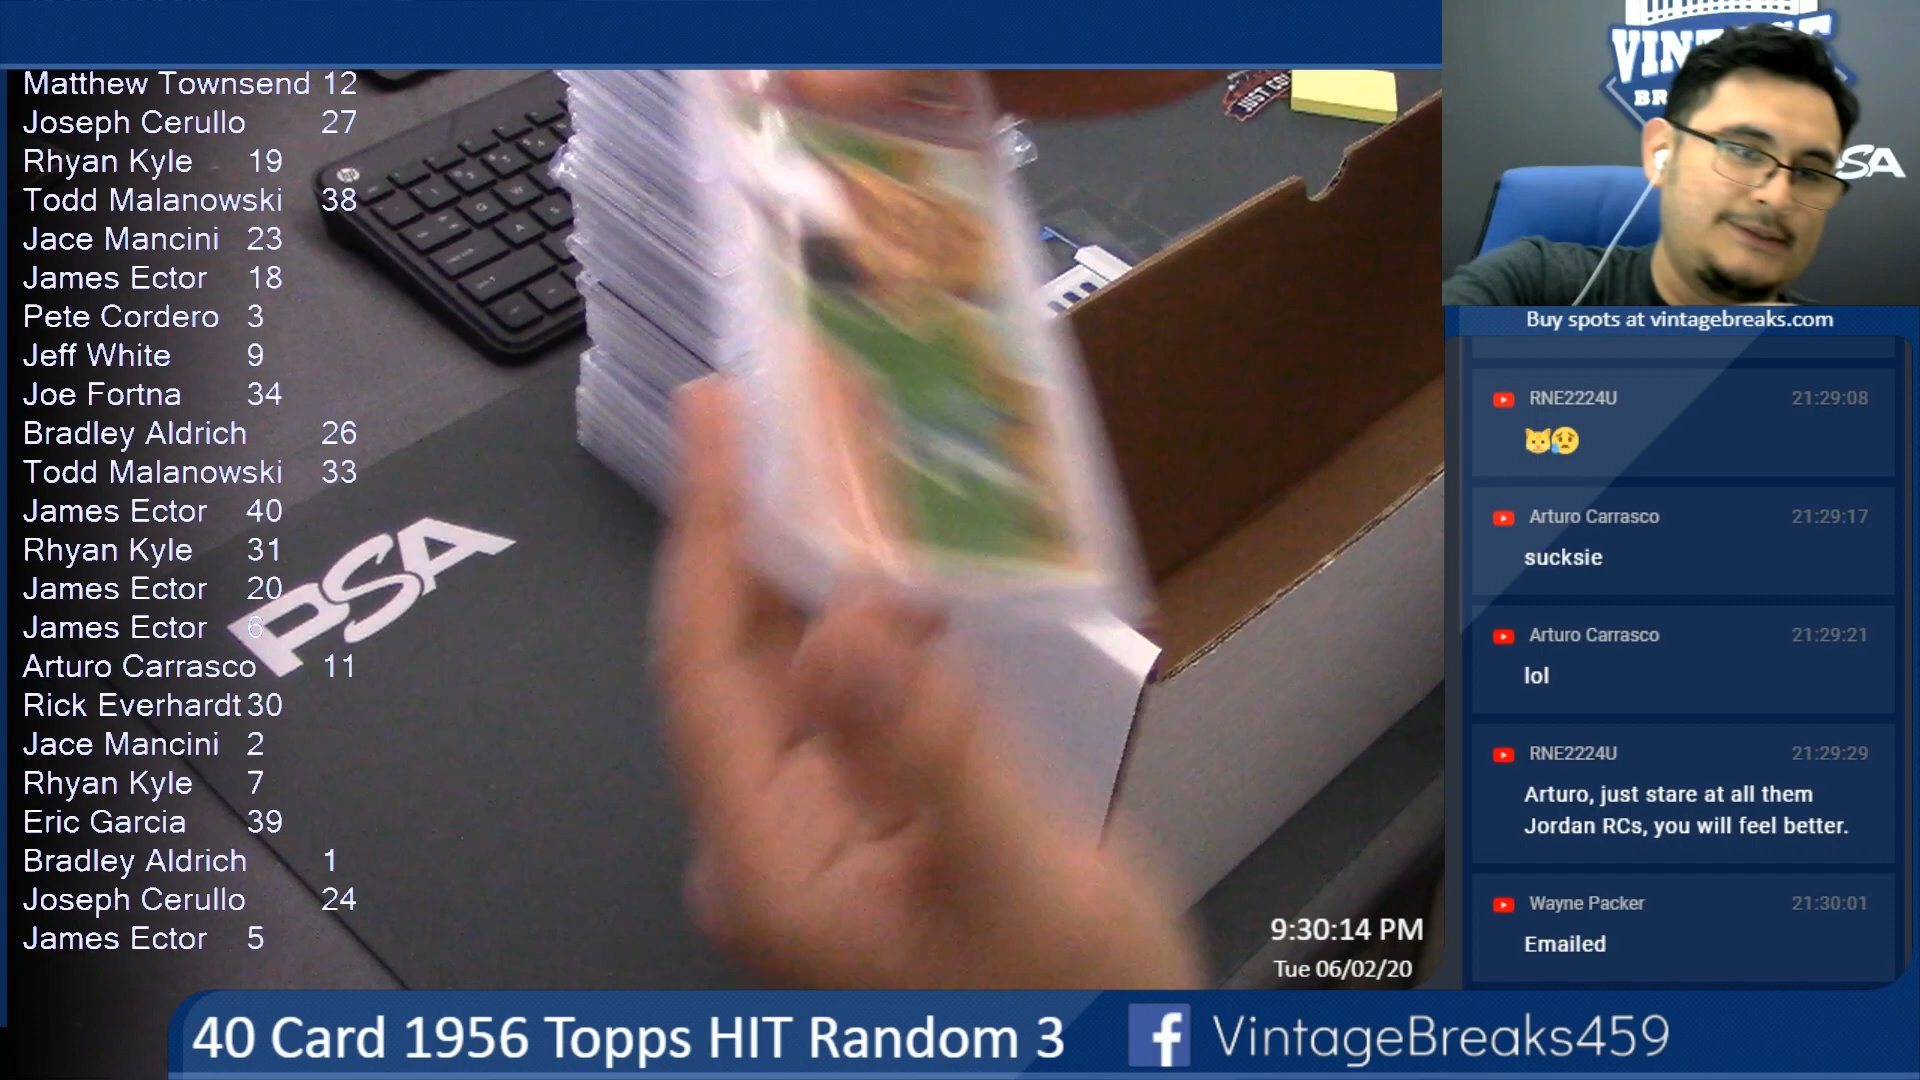 Matthew Townsend 12
Joseph Cerullo 27
Rhyan Kyle 19
Todd Malanowski 38
Jace Mancini 23
James Ector 18
Pete Cordero 3
Jeff White 9
Joe Fortna 34
Bradley Aldrich 26
Todd Malanowski 33
James Ector 40
Rhyan Kyle 31
James Ector 20
James Ector 6
Arturo Carrasco 11
Rick Everhardt 30
Jace Mancini 2
Rhyan Kyle 7
Eric Garcia 39
Bradley Aldrich 1
Joseph Cerullo 24
James Ector 5
hp
PSA
JUST
9:30:14 PM
Tue 06/02/20
PSA
Buy spots at vintagebreaks.com
RNE2224U 21:29:08
😿😥
Arturo Carrasco 21:29:17
sucksie
Arturo Carrasco 21:29:21
lol
RNE2224U 21:29:29
Arturo, just stare at all them
Jordan RCs, you will feel better.
Wayne Packer 21:30:01
Emailed
40 Card 1956 Topps HIT Random 3
f VintageBreaks459